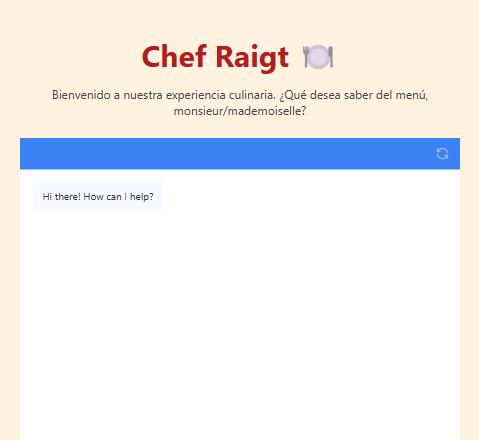 Chef Raigt 🍽️
Bienvenido a nuestra experiencia culinaria. ¿Qué desea saber del menú,
monsieur/mademoiselle?
Hi there! How can I help?